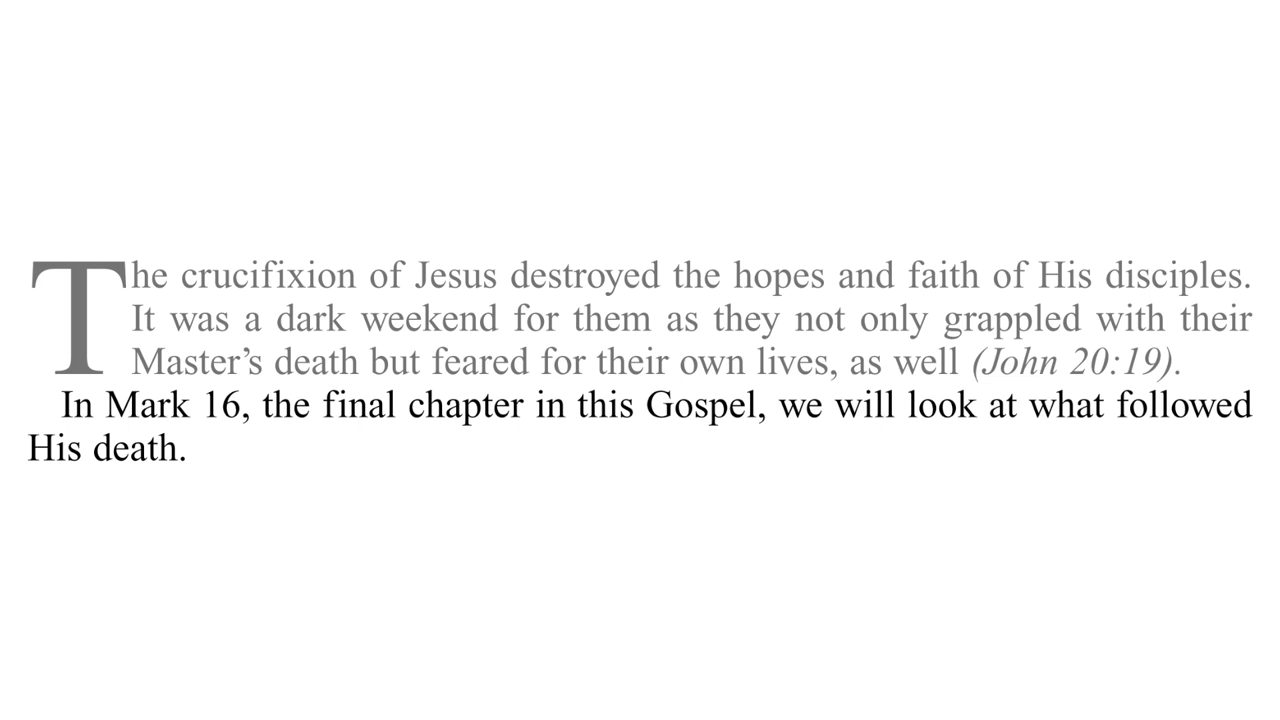 The crucifixion of Jesus destroyed the hopes and faith of His disciples.
It was a dark weekend for them as they not only grappled with their
Master’s death but feared for their own lives, as well (John 20:19).
In Mark 16, the final chapter in this Gospel, we will look at what followed
His death.